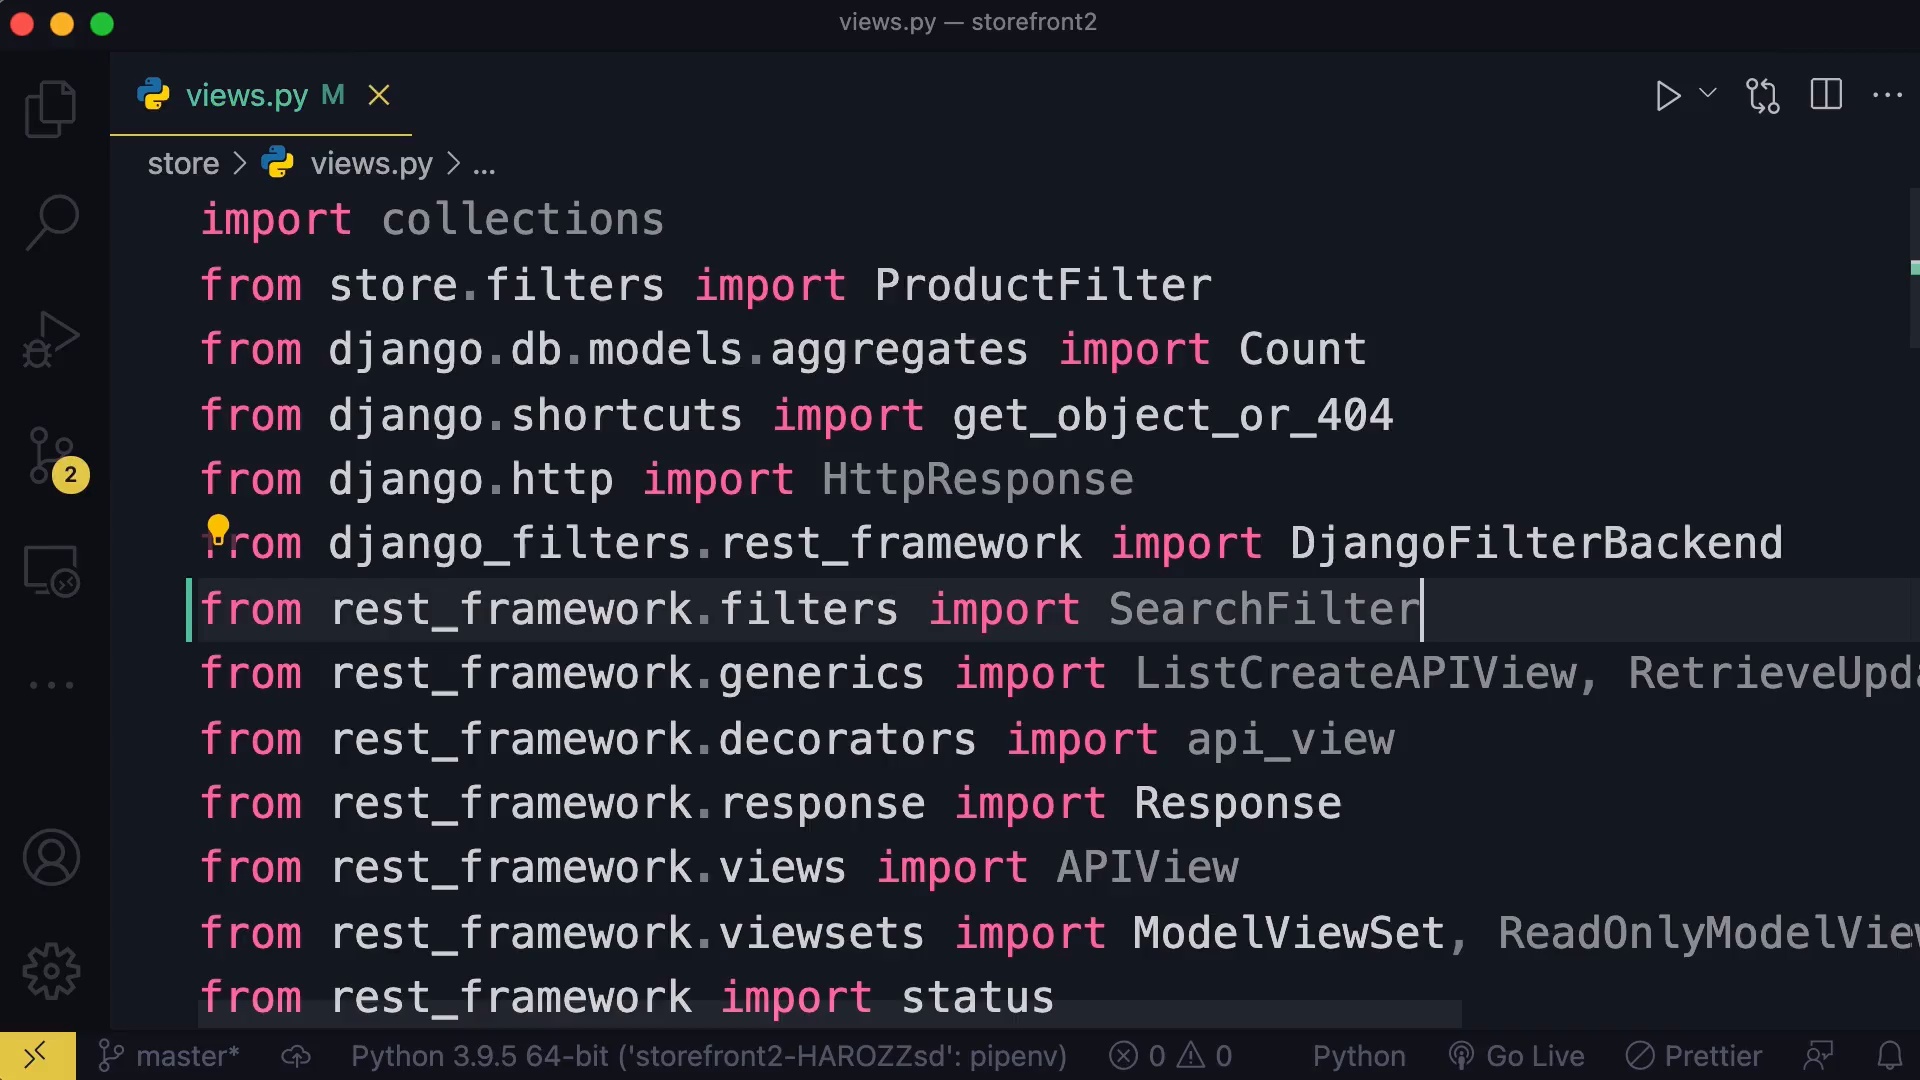 views.py — storefront2
views.py M
store > views.py > ...
import collections
from store.filters import ProductFilter
from django.db.models.aggregates import Count
from django.shortcuts import get_object_or_404
from django.http import HttpResponse
from django_filters.rest_framework import DjangoFilterBackend
from rest_framework.filters import SearchFilter
from rest_framework.generics import ListCreateAPIView,
from rest_framework.decorators import api_view
from rest_framework.response import Response
from rest_framework.views import APIView
from rest_framework.viewsets import ModelViewSet,
from rest_framework import status
2
master* Python 3.9.5 64-bit ('storefront2-HAROZZsd': pipenv) 0 0 Python Go Live Prettier